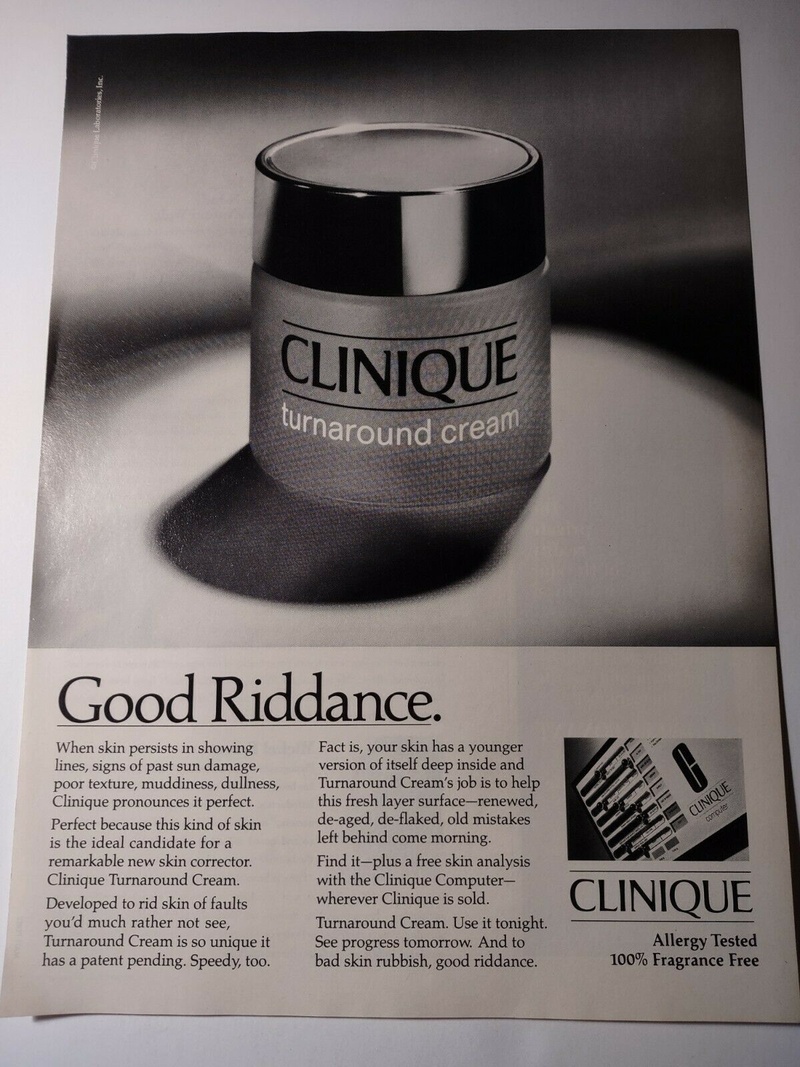 Laboratories, Inc.
CLINIQUE
turnaround cream
Good Riddance.
When skin persists in showing
lines, signs of past sun damage,
poor texture, muddiness, dullness,
Clinique pronounces it perfect.
Perfect because this kind of skin
is the ideal candidate for a
remarkable new skin corrector.
Clinique Turnaround Cream.
Developed to rid skin of faults
you'd much rather not see,
Turnaround Cream is so unique it
has a patent pending. Speedy, too.
Fact is, your skin has a younger
version of itself deep inside and
Turnaround Cream's job is to help
this fresh layer surface—renewed,
de-aged, de-flaked, old mistakes
left behind come morning.
Find it—plus a free skin analysis
with the Clinique Computer—
wherever Clinique is sold.
Turnaround Cream. Use it tonight.
See progress tomorrow. And to
bad skin rubbish, good riddance.
CLINIQUE
computer
CLINIQUE
Allergy Tested
100% Fragrance Free